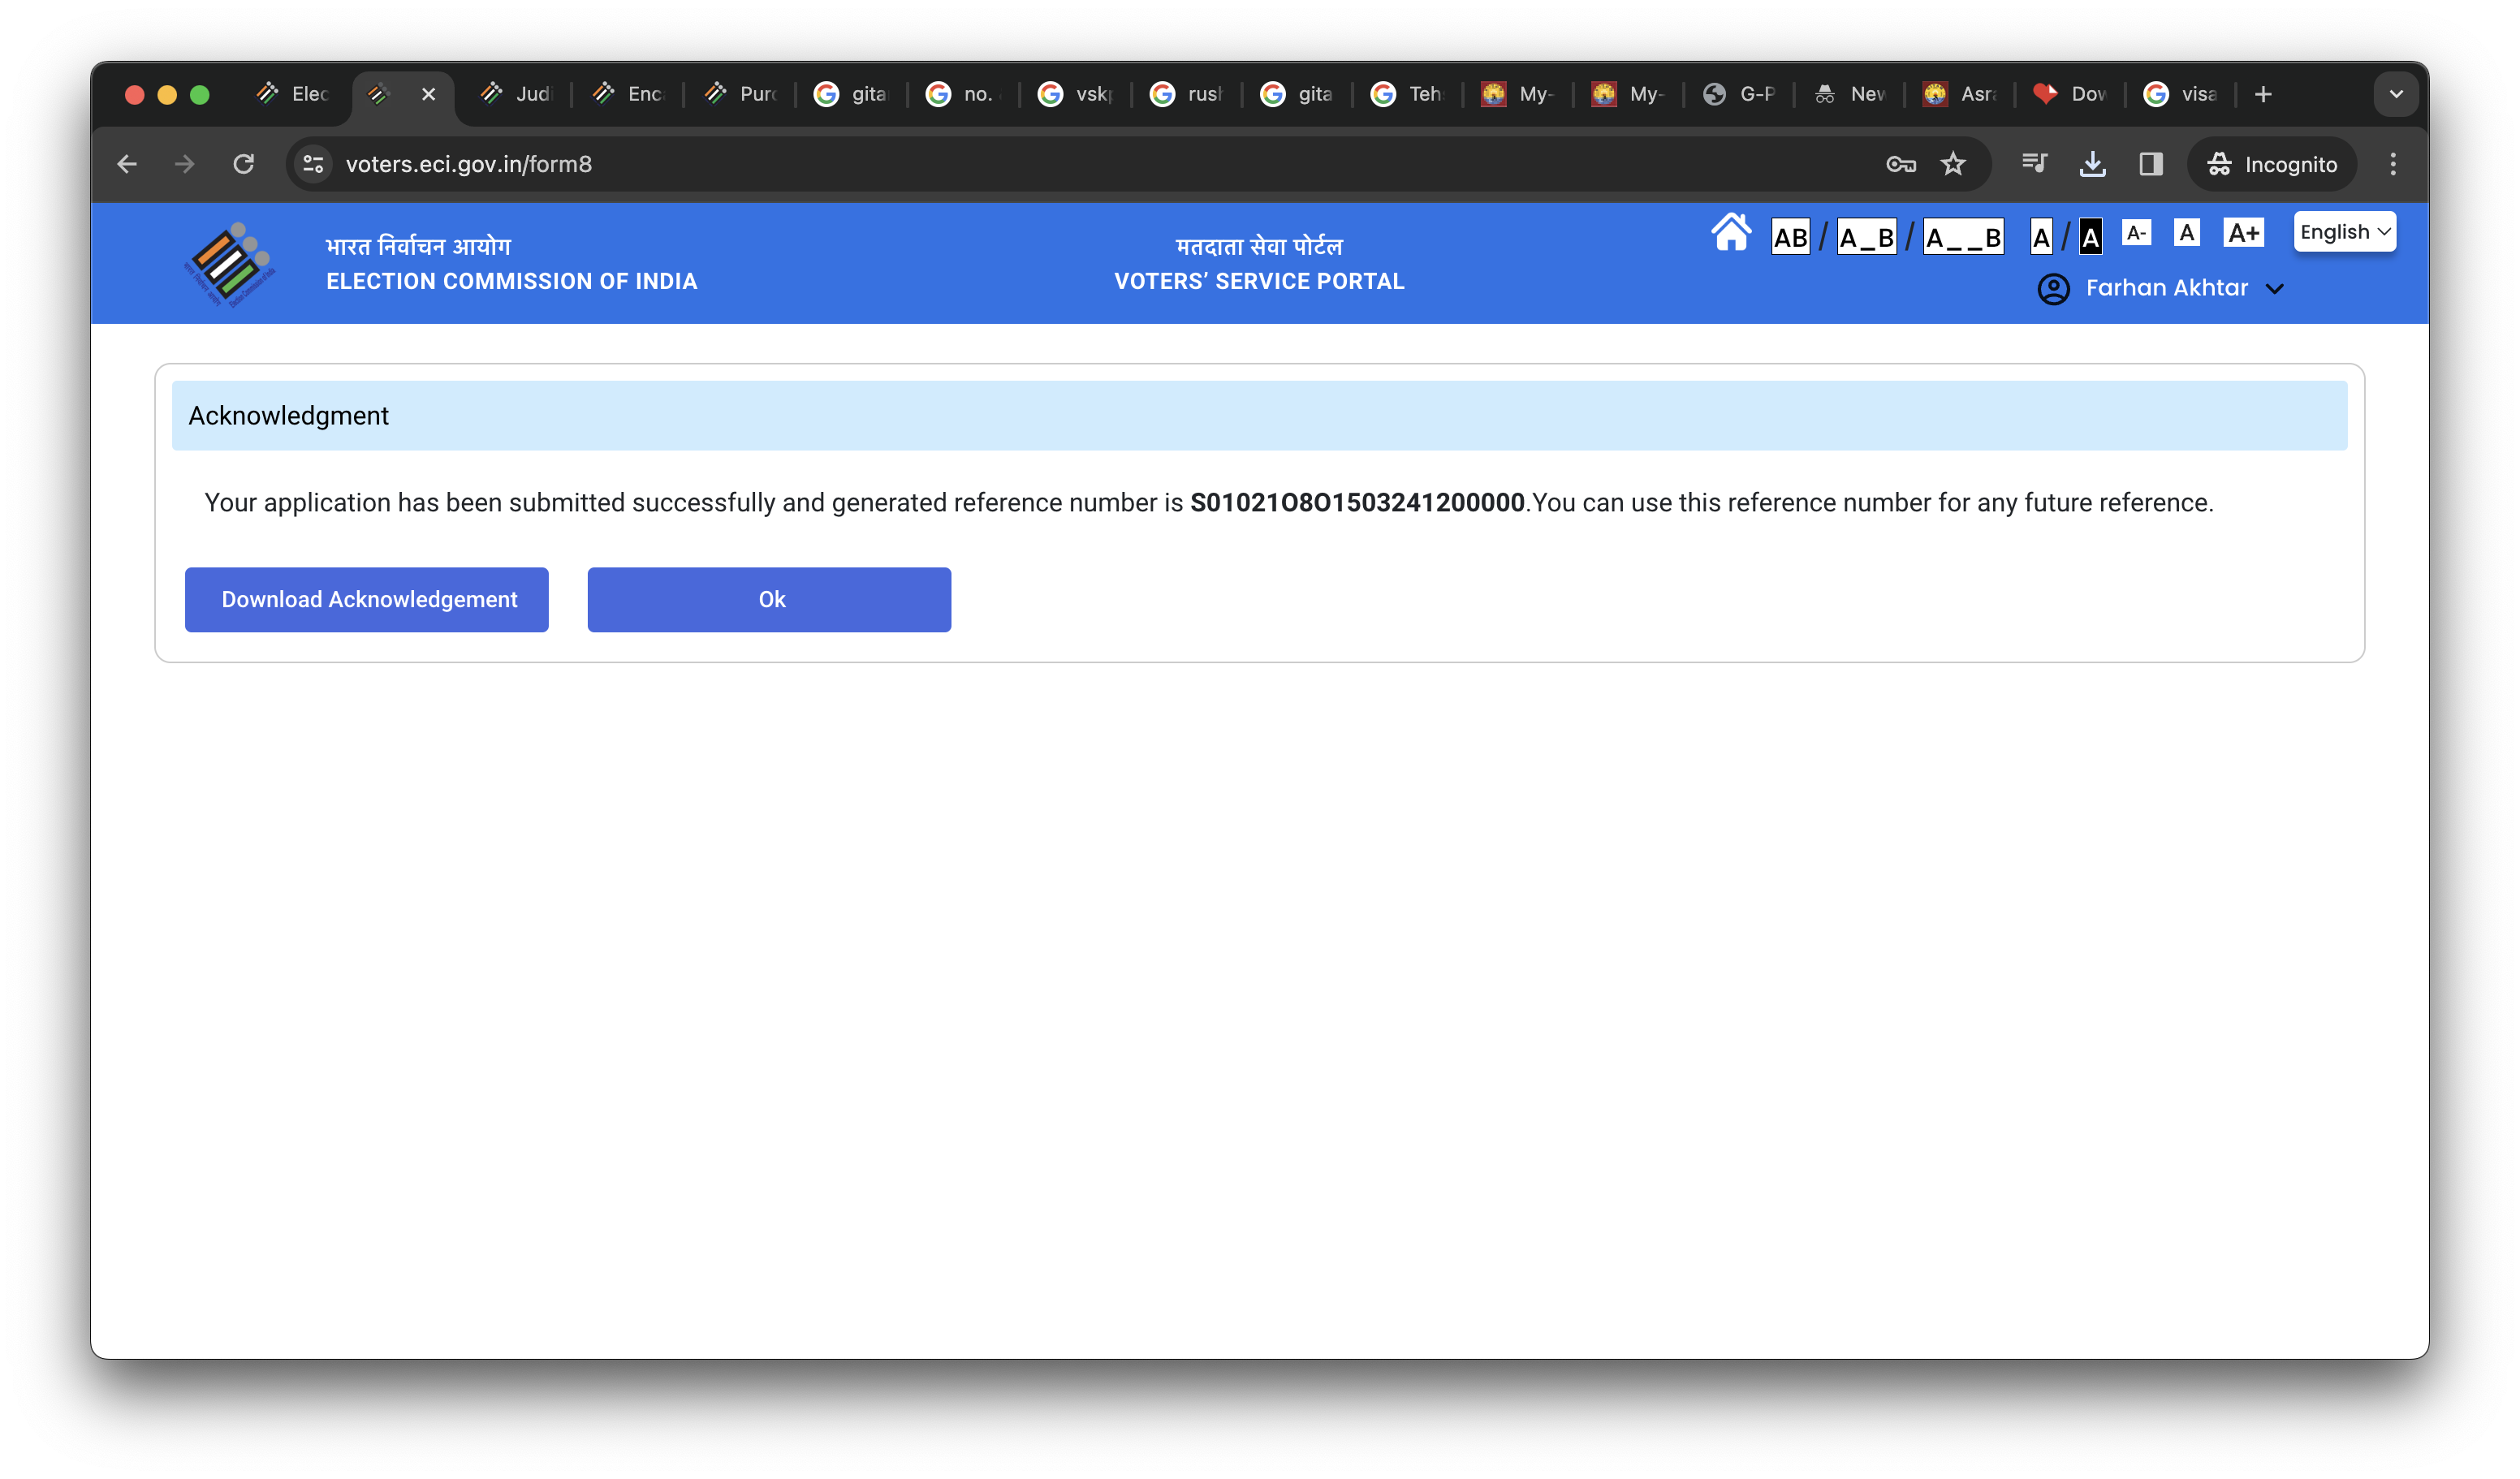 Elec
Judi
Enc
Purc
gita
no.
vskp
rush
gita
Teh
My-
My-
G-P
New
Asra
Dow
visa
voters.eci.gov.in/form8
Incognito
भारत निर्वाचन आयोग
ELECTION COMMISSION OF INDIA
मतदाता सेवा पोर्टल
VOTERS’ SERVICE PORTAL
AB / A_B / A__B A / A A- A A+ English
Farhan Akhtar
Acknowledgment
Your application has been submitted successfully and generated reference number is S01021O8O1503241200000.You can use this reference number for any future reference.
Download Acknowledgement
Ok